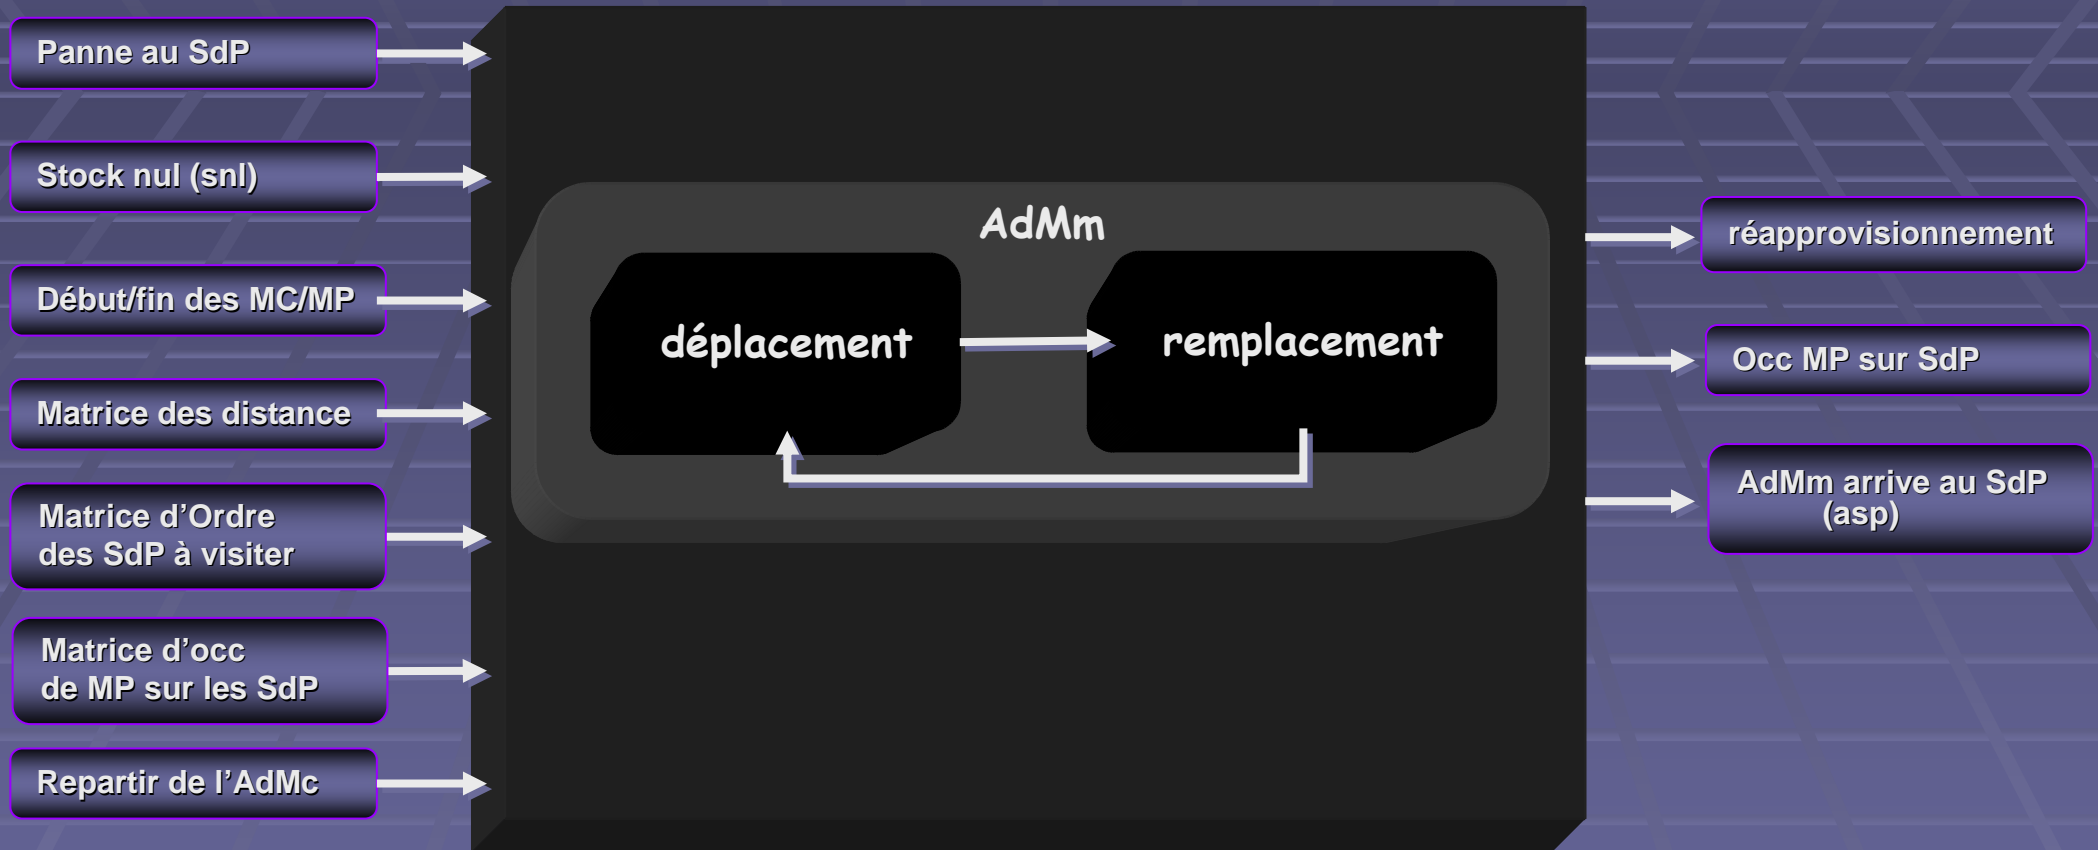 Panne au SdP
Stock nul (snl)
Début/fin des MC/MP
Matrice des distance
Matrice d’Ordre
des SdP à visiter
Matrice d’occ
de MP sur les SdP
Repartir de l’AdMc
AdMm
déplacement
remplacement
réapprovisionnement
Occ MP sur SdP
AdMm arrive au SdP
(asp)